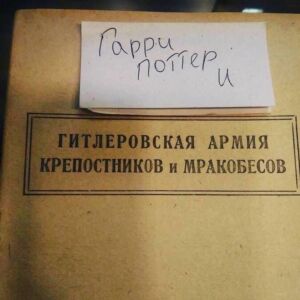 Гарри
Поттер
и
ГИТЛЕРОВСКАЯ АРМИЯ
КРЕПОСТНИКОВ и МРАКОБЕСОВ